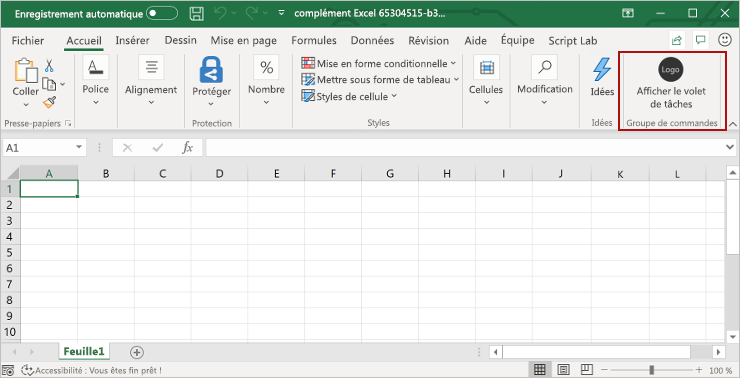 Enregistrement automatique
complément Excel 65304515-b3...
Fichier Accueil Insérer Dessin Mise en page Formules Données Révision Aide Équipe Script Lab
Coller
Presse-papiers
Police
Alignement
Protéger
Protection
%
Nombre
Mise en forme conditionnelle
Mettre sous forme de tableau
Styles de cellule
Styles
Cellules
Modification
Idées
Idées
Logo
Afficher le volet
de tâches
Groupe de commandes
A1 fx
A B C D E F G H I J K L
1
2
3
4
5
6
7
8
9
10
Feuille1
Accessibilité : Vous êtes fin prêt !
100 %